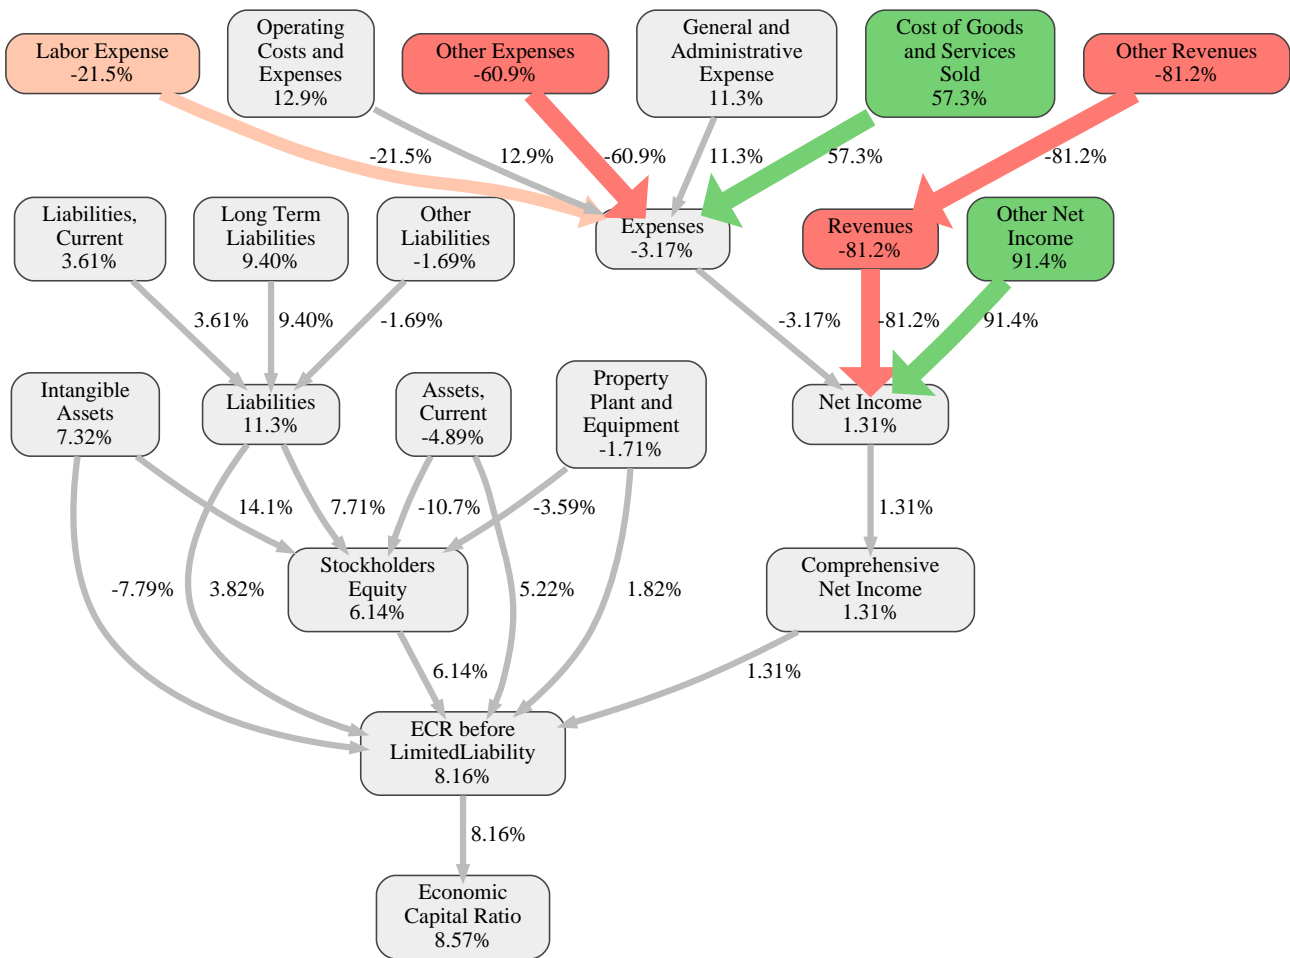 Labor Expense
-21.5%
Operating
Costs and
Expenses
12.9%
Other Expenses
-60.9%
General and
Administrative
Expense
11.3%
Cost of Goods
and Services
Sold
57.3%
Other Revenues
-81.2%
-21.5%
12.9%
-60.9%
11.3%
57.3%
-81.2%
Liabilities,
Current
3.61%
Long Term
Liabilities
9.40%
Other
Liabilities
-1.69%
Expenses
-3.17%
Revenues
-81.2%
Other Net
Income
91.4%
3.61%
9.40%
-1.69%
-3.17%
-81.2%
91.4%
Intangible
Assets
7.32%
Liabilities
11.3%
Assets,
Current
-4.89%
Property
Plant and
Equipment
-1.71%
Net Income
1.31%
14.1%
7.71%
-10.7%
-3.59%
1.31%
Stockholders
Equity
6.14%
Comprehensive
Net Income
1.31%
-7.79%
3.82%
5.22%
1.82%
6.14%
1.31%
ECR before
LimitedLiability
8.16%
8.16%
Economic
Capital Ratio
8.57%